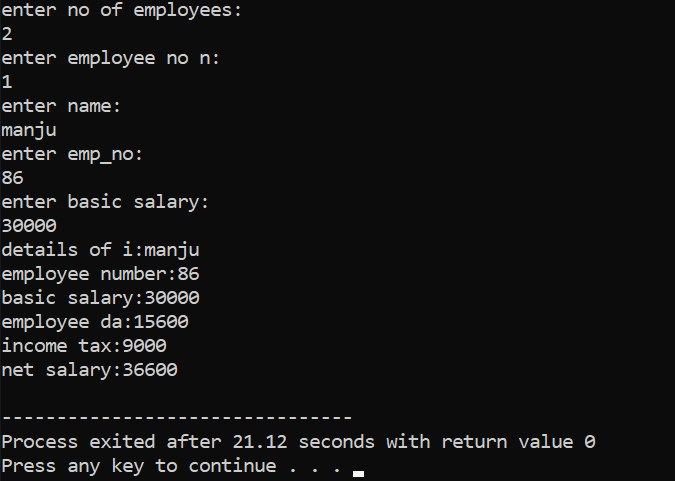 enter no of employees:
2
enter employee no n:
1
enter name:
manju
enter emp_no:
86
enter basic salary:
30000
details of i:manju
employee number:86
basic salary:30000
employee da:15600
income tax:9000
net salary:36600
--------------------------------
Process exited after 21.12 seconds with return value 0
Press any key to continue . . .